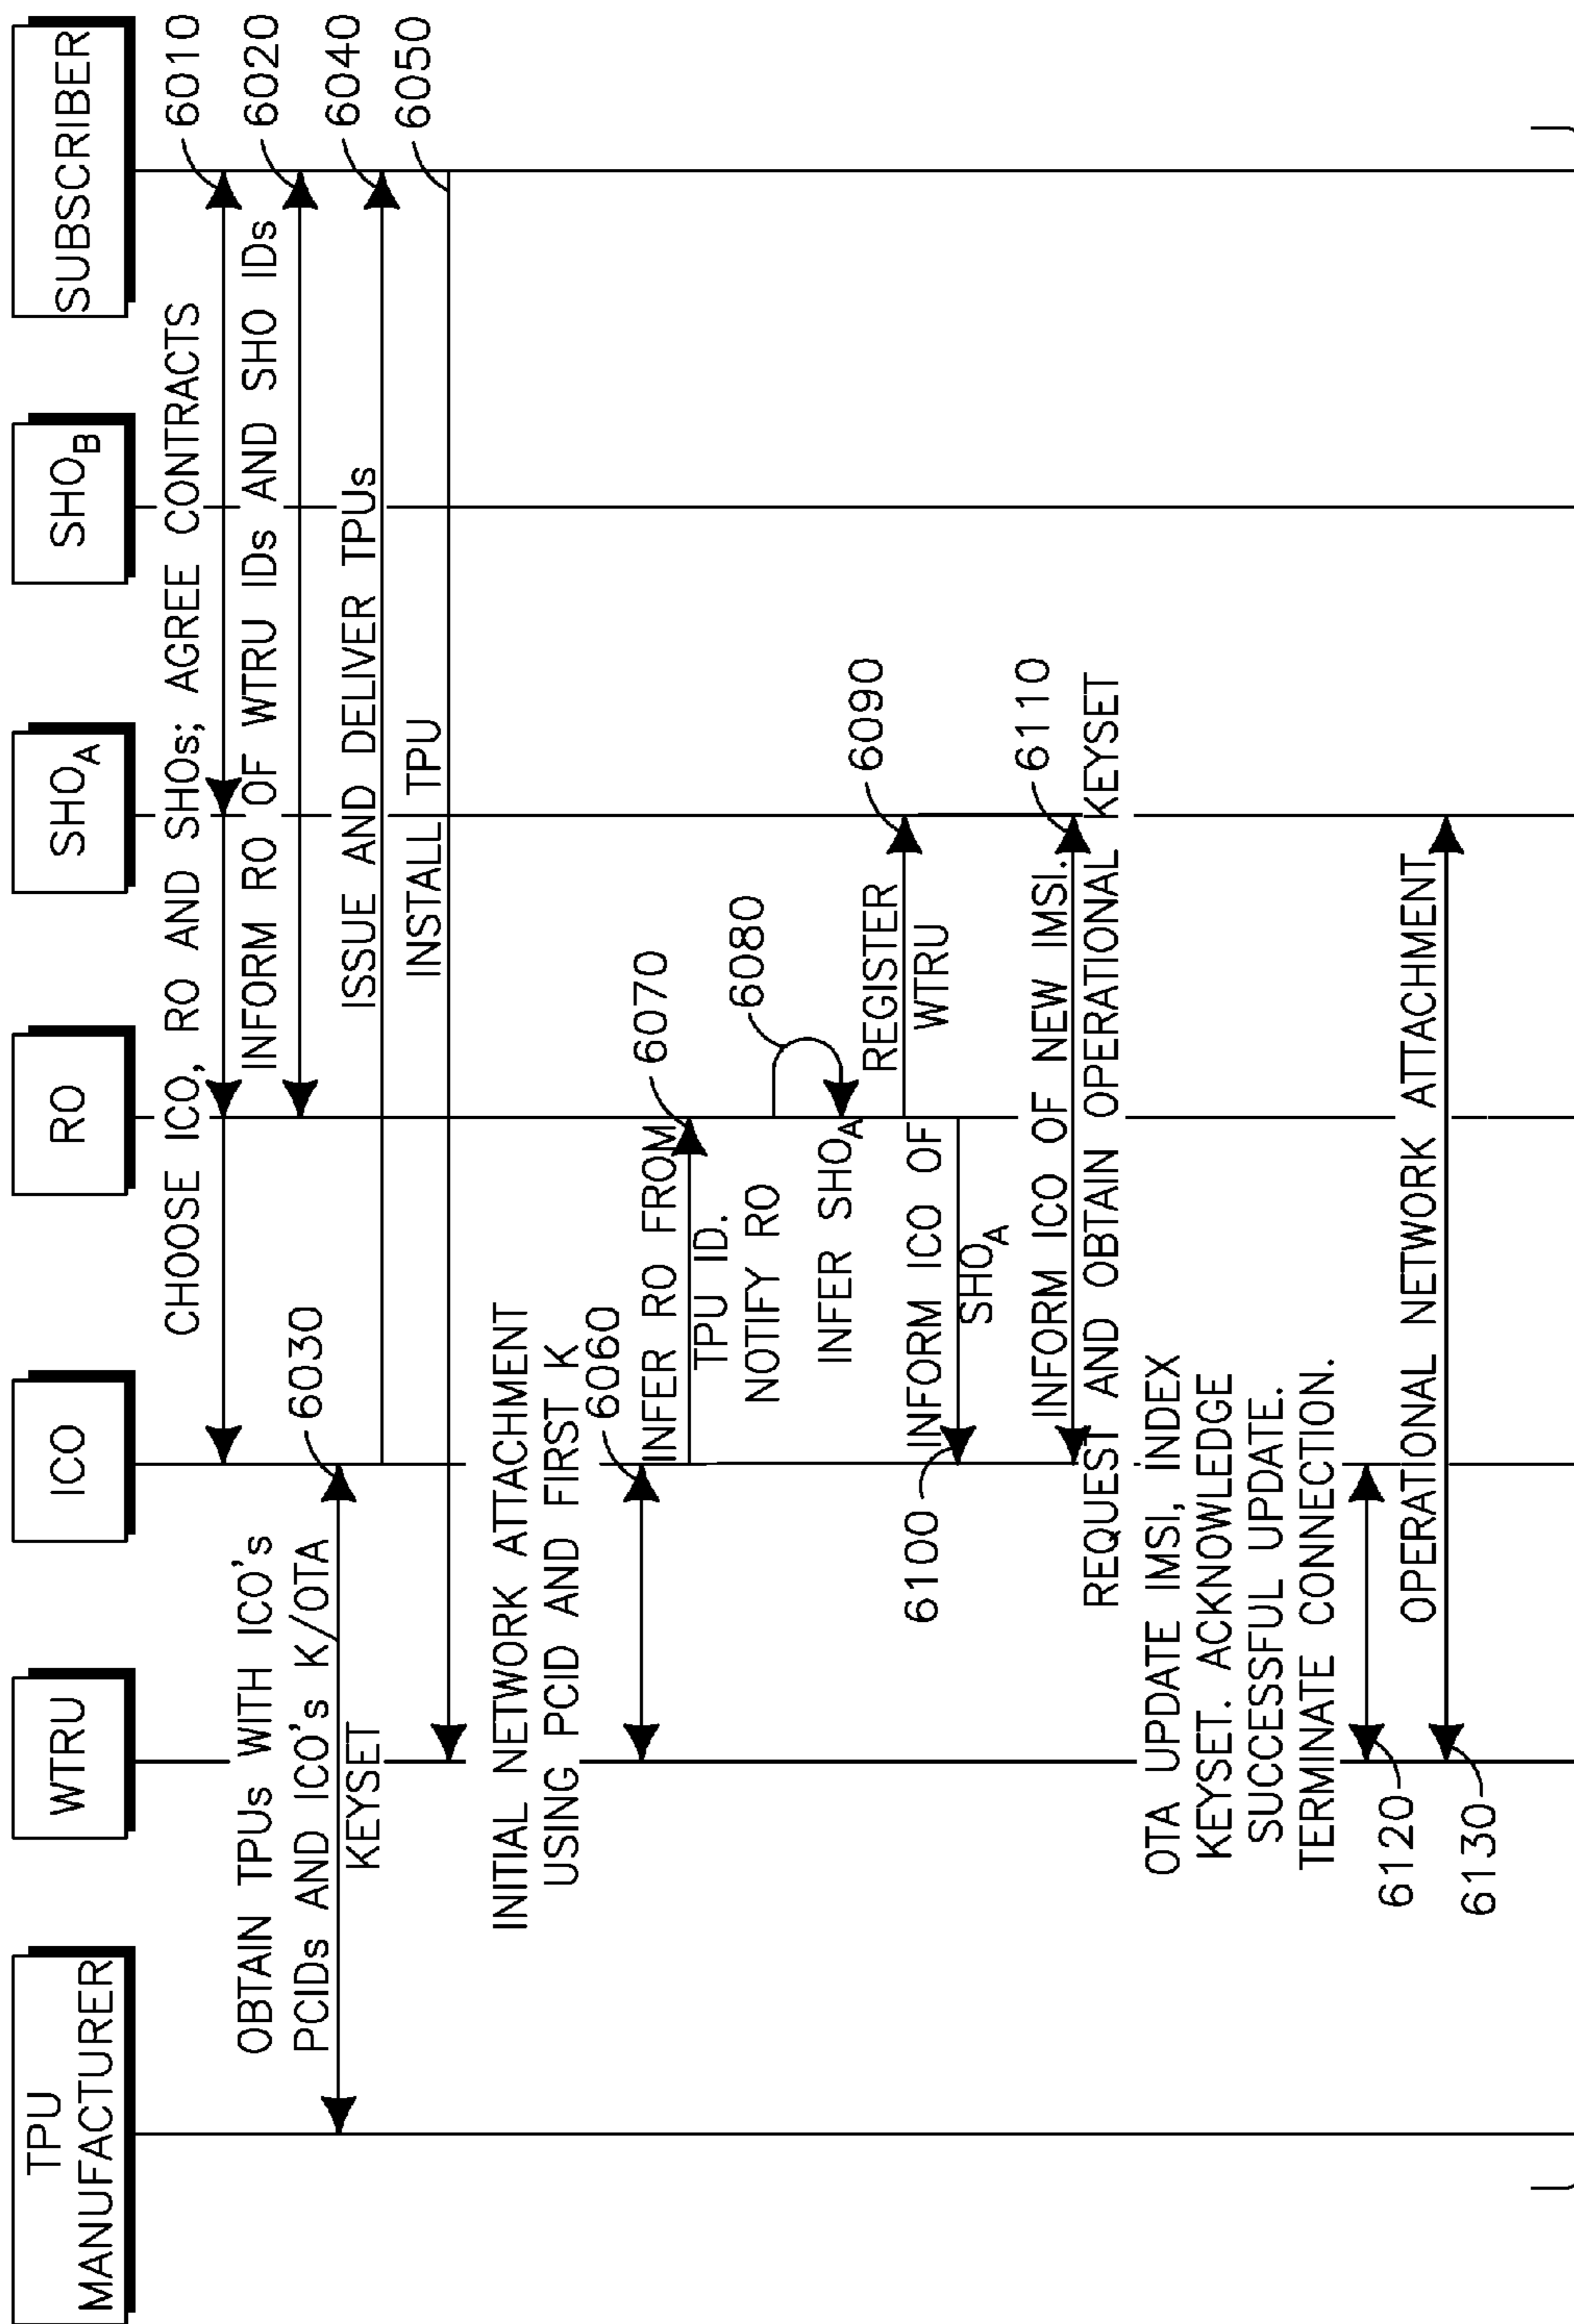 TPU
MANUFACTURER
WTRU
ICO
RO
SHOA
SHOB
SUBSCRIBER
CHOOSE ICO, RO AND SHOs; AGREE CONTRACTS
6010
INFORM RO OF WTRU IDs AND SHO IDs
6020
OBTAIN TPUs WITH ICO's
PCIDs AND ICO's K/OTA
KEYSET
6030
ISSUE AND DELIVER TPUs
6040
INSTALL TPU
6050
INITIAL NETWORK ATTACHMENT
USING PCID AND FIRST K
6060
INFER RO FROM
TPU ID.
NOTIFY RO
6070
INFER SHOA
6080
REGISTER
WTRU
6090
INFORM ICO OF
SHOA
6100
INFORM ICO OF NEW IMSI.
REQUEST AND OBTAIN OPERATIONAL KEYSET
6110
OTA UPDATE IMSI, INDEX
KEYSET. ACKNOWLEDGE
SUCCESSFUL UPDATE.
TERMINATE CONNECTION.
6120
OPERATIONAL NETWORK ATTACHMENT
6130